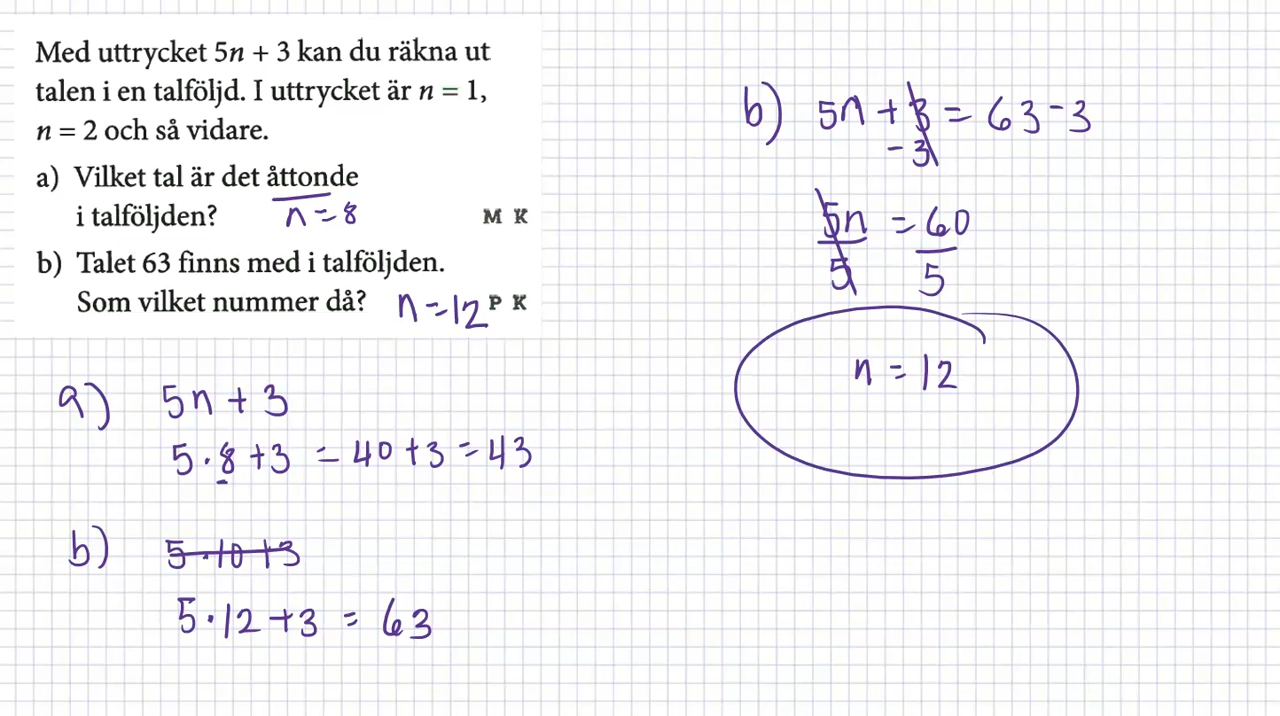 Med uttrycket 5n + 3 kan du räkna ut
talen i en talföljd. I uttrycket är n = 1,
n = 2 och så vidare.
a) Vilket tal är det åttonde
i talföljden? n = 8 M K
b) Talet 63 finns med i talföljden.
Som vilket nummer då? n = 12 P K
a) 5n + 3
5 · 8 + 3 = 40 + 3 = 43
b) 5 · 10 + 3
5 · 12 + 3 = 63
b) 5n + 3 = 63 - 3
- 3
5n = 60
5 5
n = 12